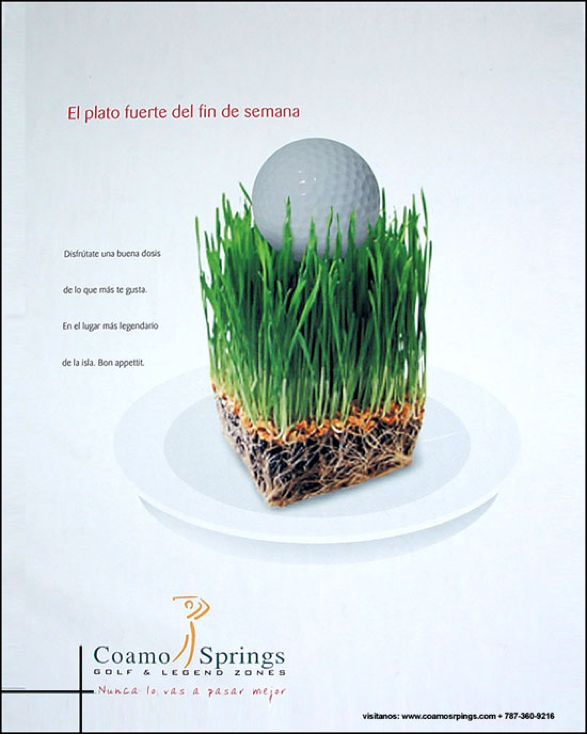 El plato fuerte del fin de semana
Disfrútate una buena dosis
de lo que más te gusta.
En el lugar más legendario
de la isla. Bon appettit.
Coamo Springs
GOLF & LEGEND ZONES
Nunca lo vas a pasar mejor
visítanos: www.coamosrpings.com + 787-360-9216